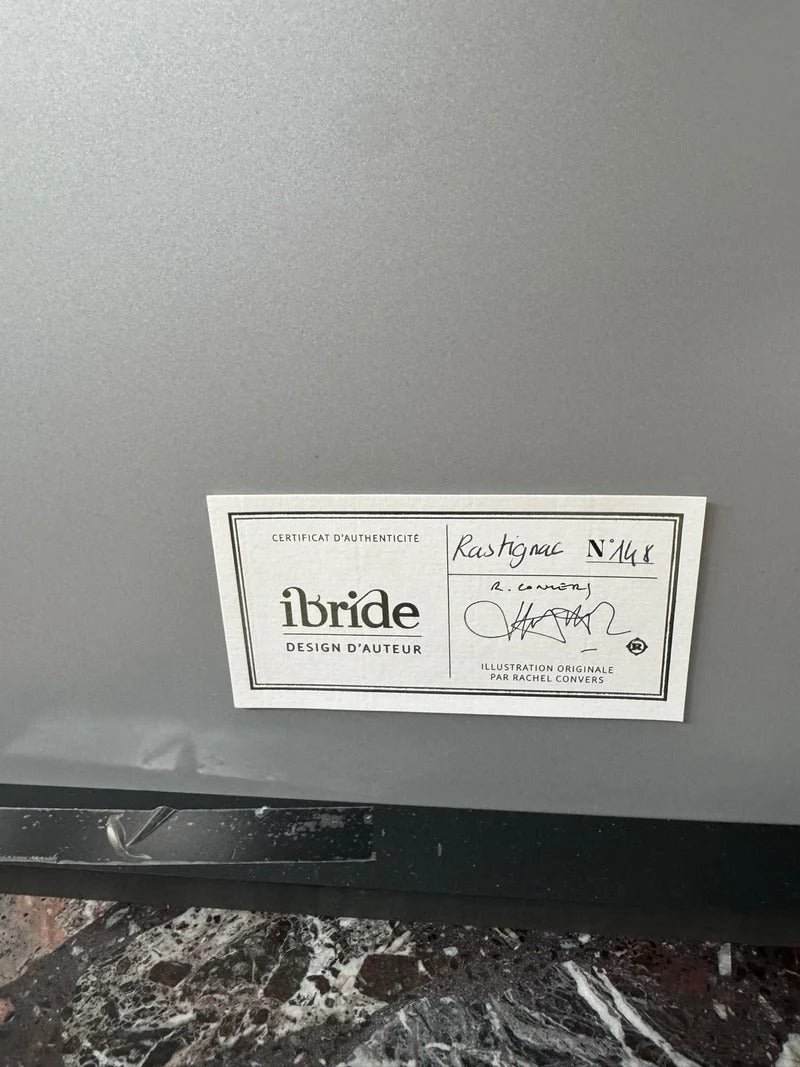 CERTIFICAT D'AUTHENTICITÉ
ibride
DESIGN D'AUTEUR
Rastignac N° 148
R. CONVERS
ILLUSTRATION ORIGINALE
PAR RACHEL CONVERS